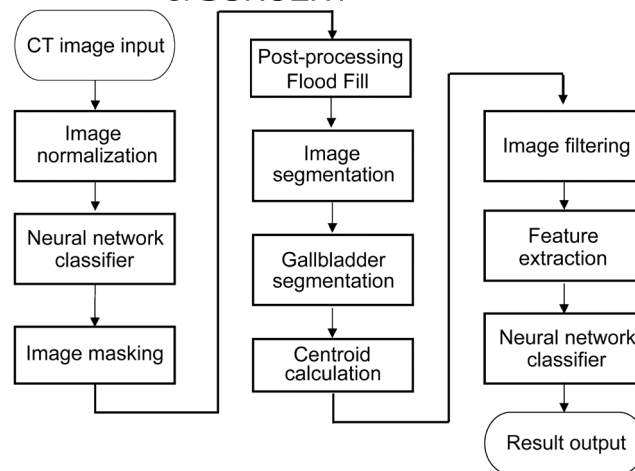 CT image input
Image
normalization
Neural network
classifier
Image masking
Post-processing
Flood Fill
Image
segmentation
Gallbladder
segmentation
Centroid
calculation
Image filtering
Feature
extraction
Neural network
classifier
Result output